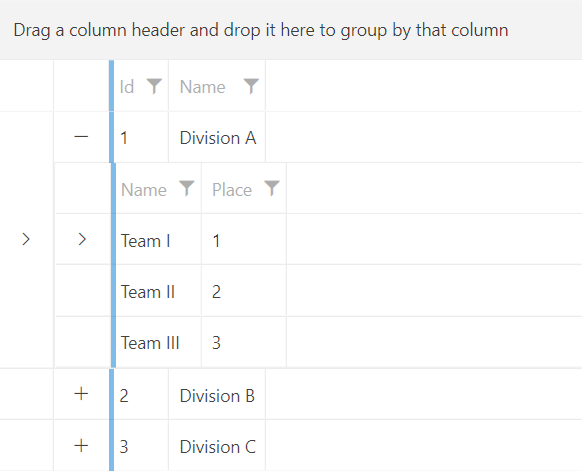 Drag a column header and drop it here to group by that column
Id Name
1 Division A
Name Place
Team I 1
Team II 2
Team III 3
2 Division B
3 Division C